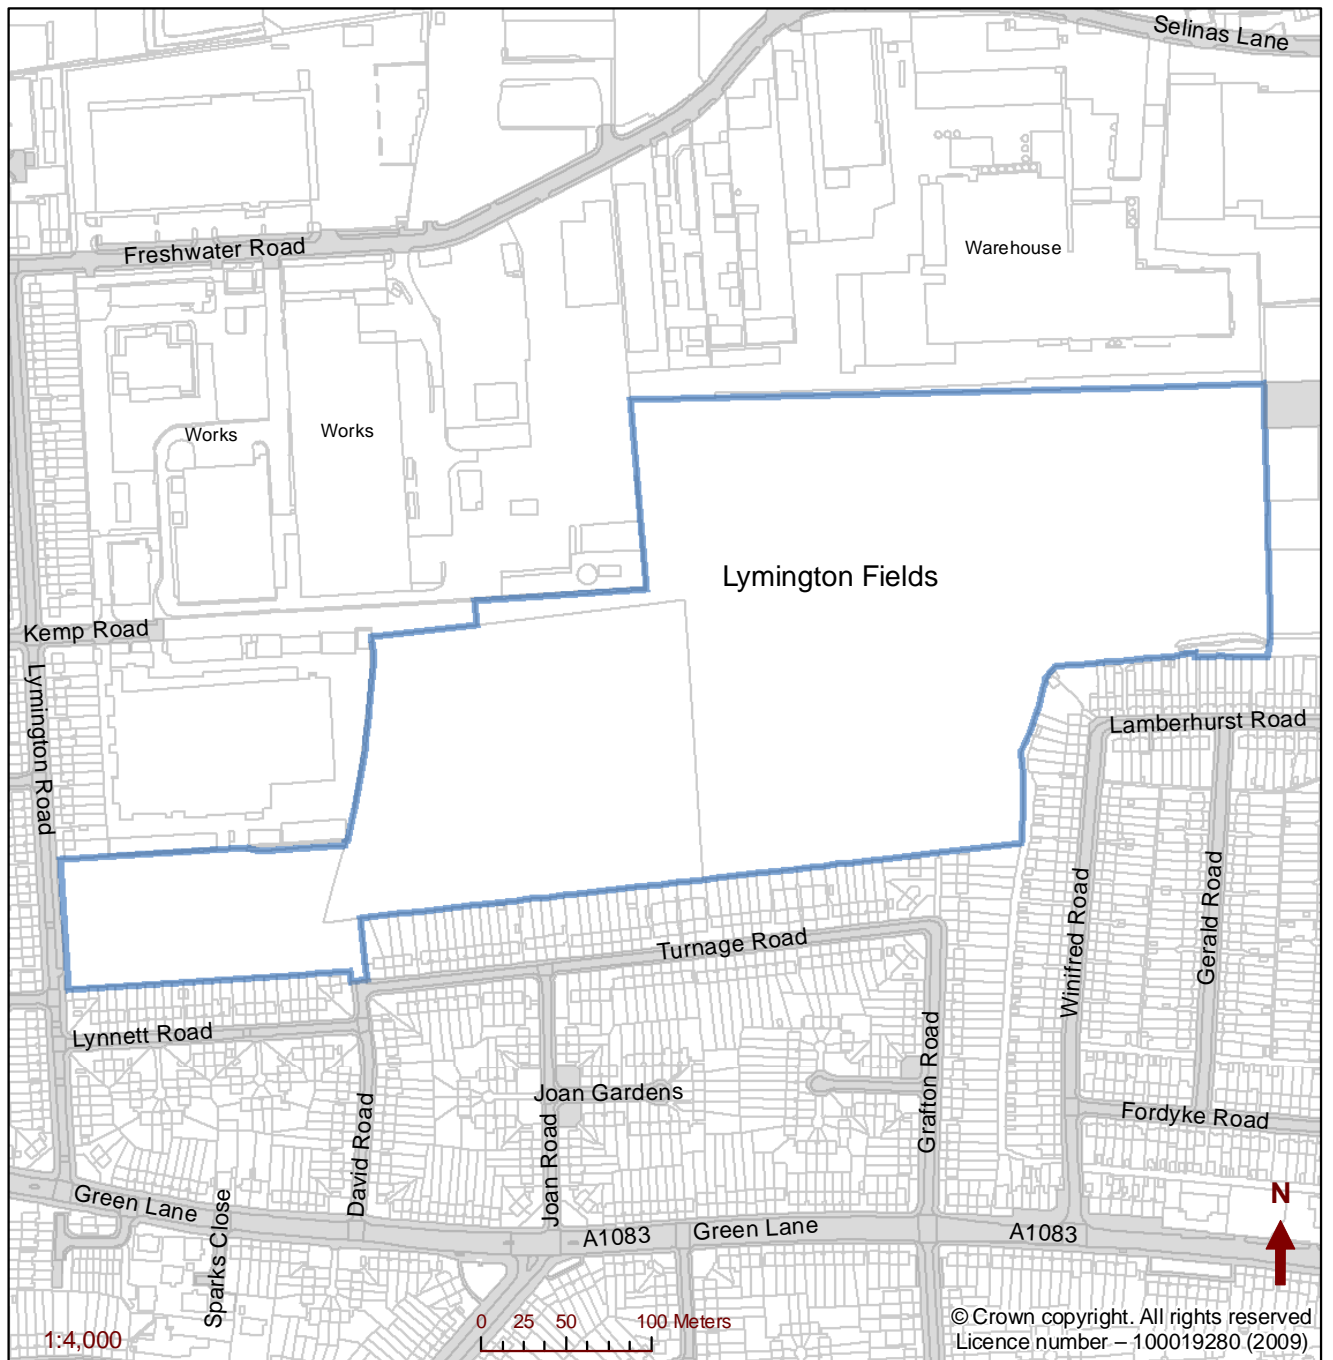 Selinas Lane
Freshwater Road
Warehouse
Works
Works
Lymington Fields
Kemp Road
Lymington Road
Lamberhurst Road
Winifred Road
Gerald Road
Turnage Road
Lynnett Road
Joan Gardens
Grafton Road
Fordyke Road
David Road
Joan Road
Green Lane
Sparks Close
A1083
Green Lane
A1083
N
0 25 50 100 Meters
1:4,000
© Crown copyright. All rights reserved
Licence number – 100019280 (2009)